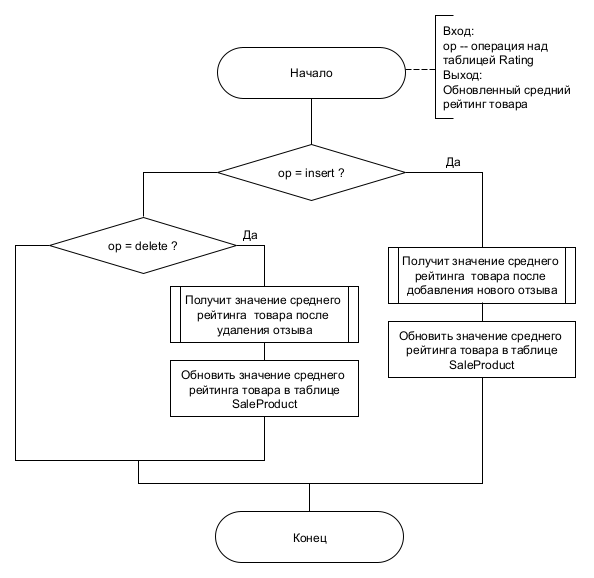 Вход:
op -- операция над
таблицей Rating
Выход:
Обновленный средний
рейтинг товара
Начало
op = insert ?
Да
op = delete ?
Да
Получит значение среднего
рейтинга товара после
добавления нового отзыва
Получит значение среднего
рейтинга товара после
удаления отзыва
Обновить значение среднего
рейтинга товара в таблице
SaleProduct
Обновить значение среднего
рейтинга товара в таблице
SaleProduct
Конец